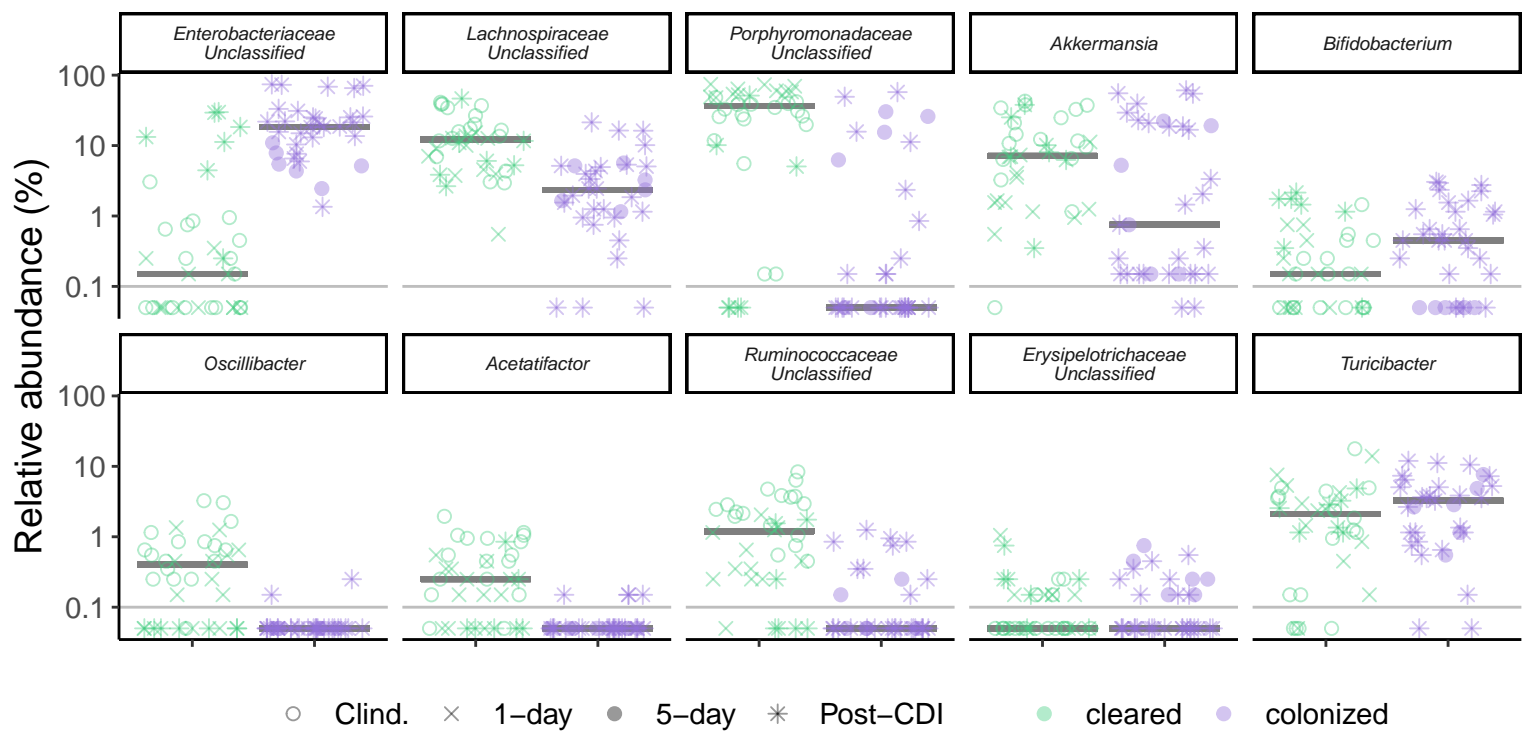 Enterobacteriaceae
Unclassified
Lachnospiraceae
Unclassified
Porphyromonadaceae
Unclassified
Akkermansia
Bifidobacterium
100
10
1
0.1
Oscillibacter
Acetatifactor
Ruminococcaceae
Unclassified
Erysipelotrichaceae
Unclassified
Turicibacter
100
10
1
0.1
Relative abundance (%)
Clind. 1−day 5−day Post−CDI cleared colonized